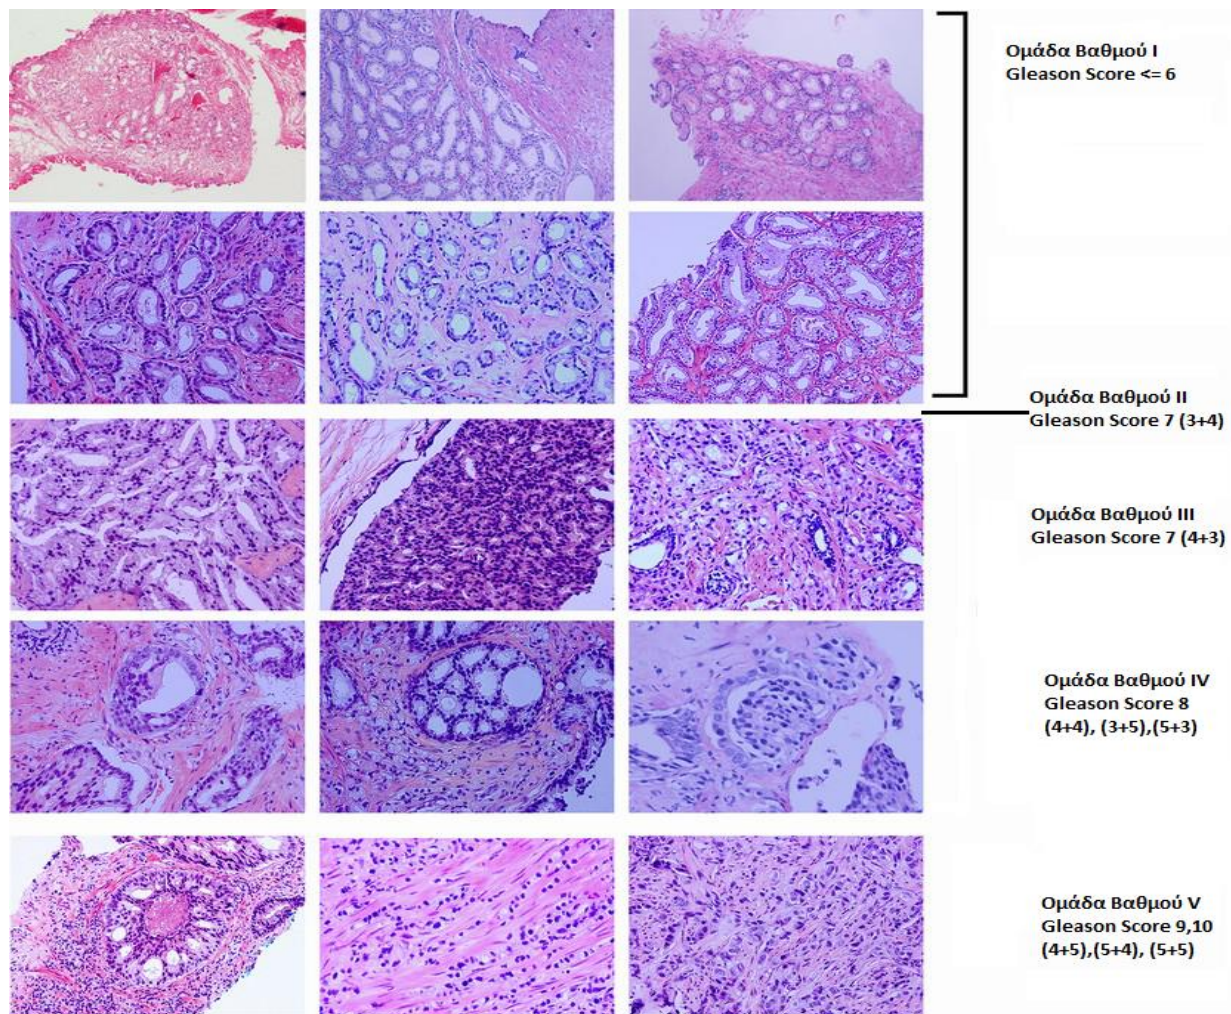 Ομάδα Βαθμού I
Gleason Score <= 6
Ομάδα Βαθμού II
Gleason Score 7 (3+4)
Ομάδα Βαθμού III
Gleason Score 7 (4+3)
Ομάδα Βαθμού IV
Gleason Score 8
(4+4), (3+5),(5+3)
Ομάδα Βαθμού V
Gleason Score 9,10
(4+5),(5+4), (5+5)